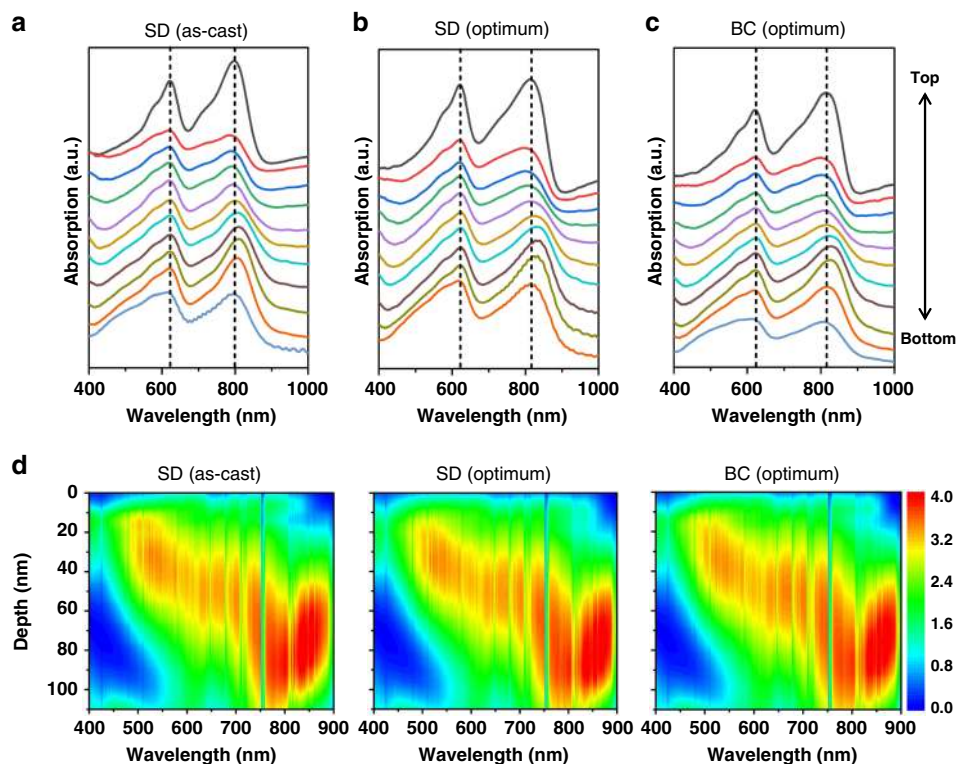 a
SD (as-cast)
b
SD (optimum)
c
BC (optimum)
Top
Bottom
Absorption (a.u.)
Absorption (a.u.)
Absorption (a.u.)
400 600 800 1000
400 600 800 1000
400 600 800 1000
Wavelength (nm)
Wavelength (nm)
Wavelength (nm)
d
SD (as-cast)
SD (optimum)
BC (optimum)
Depth (nm)
0
20
40
60
80
100
4.0
3.2
2.4
1.6
0.8
0.0
400 500 600 700 800 900
400 500 600 700 800 900
400 500 600 700 800 900
Wavelength (nm)
Wavelength (nm)
Wavelength (nm)